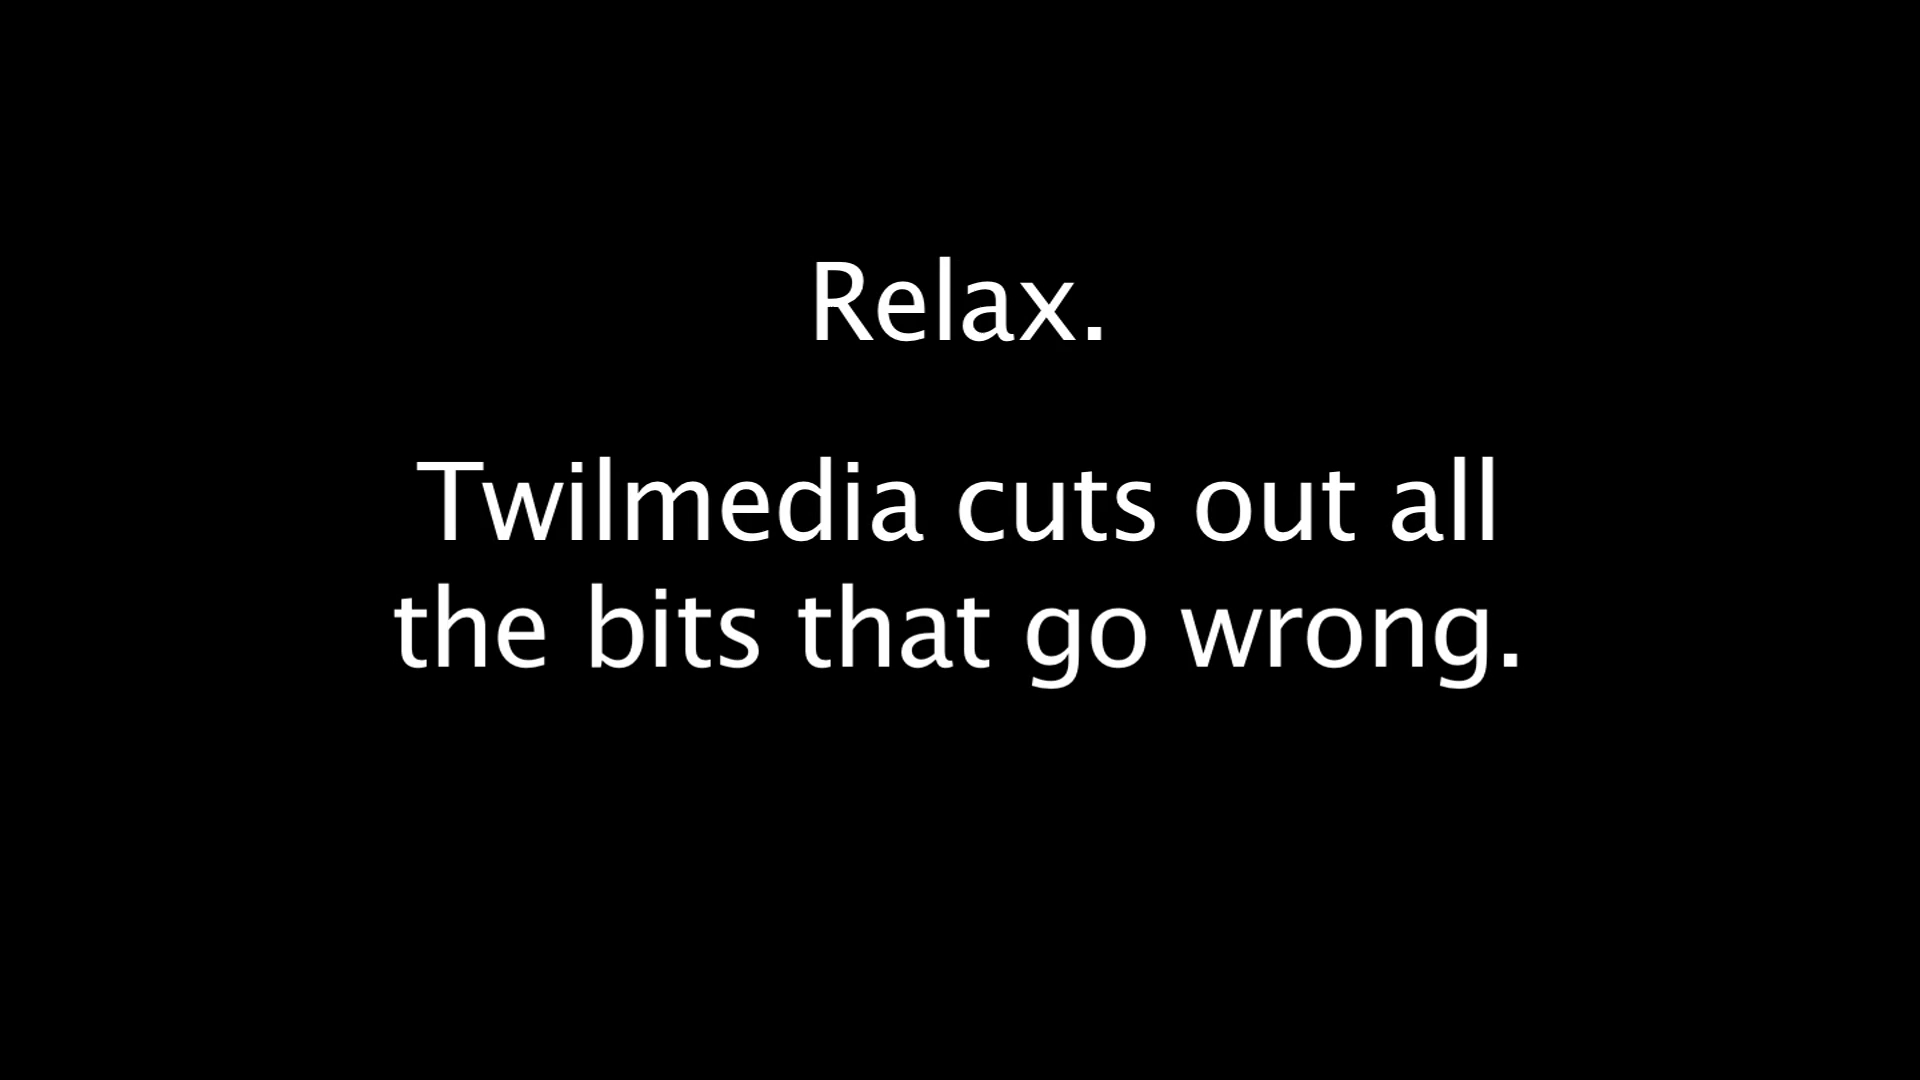 Relax.
Twilmedia cuts out all
the bits that go wrong.